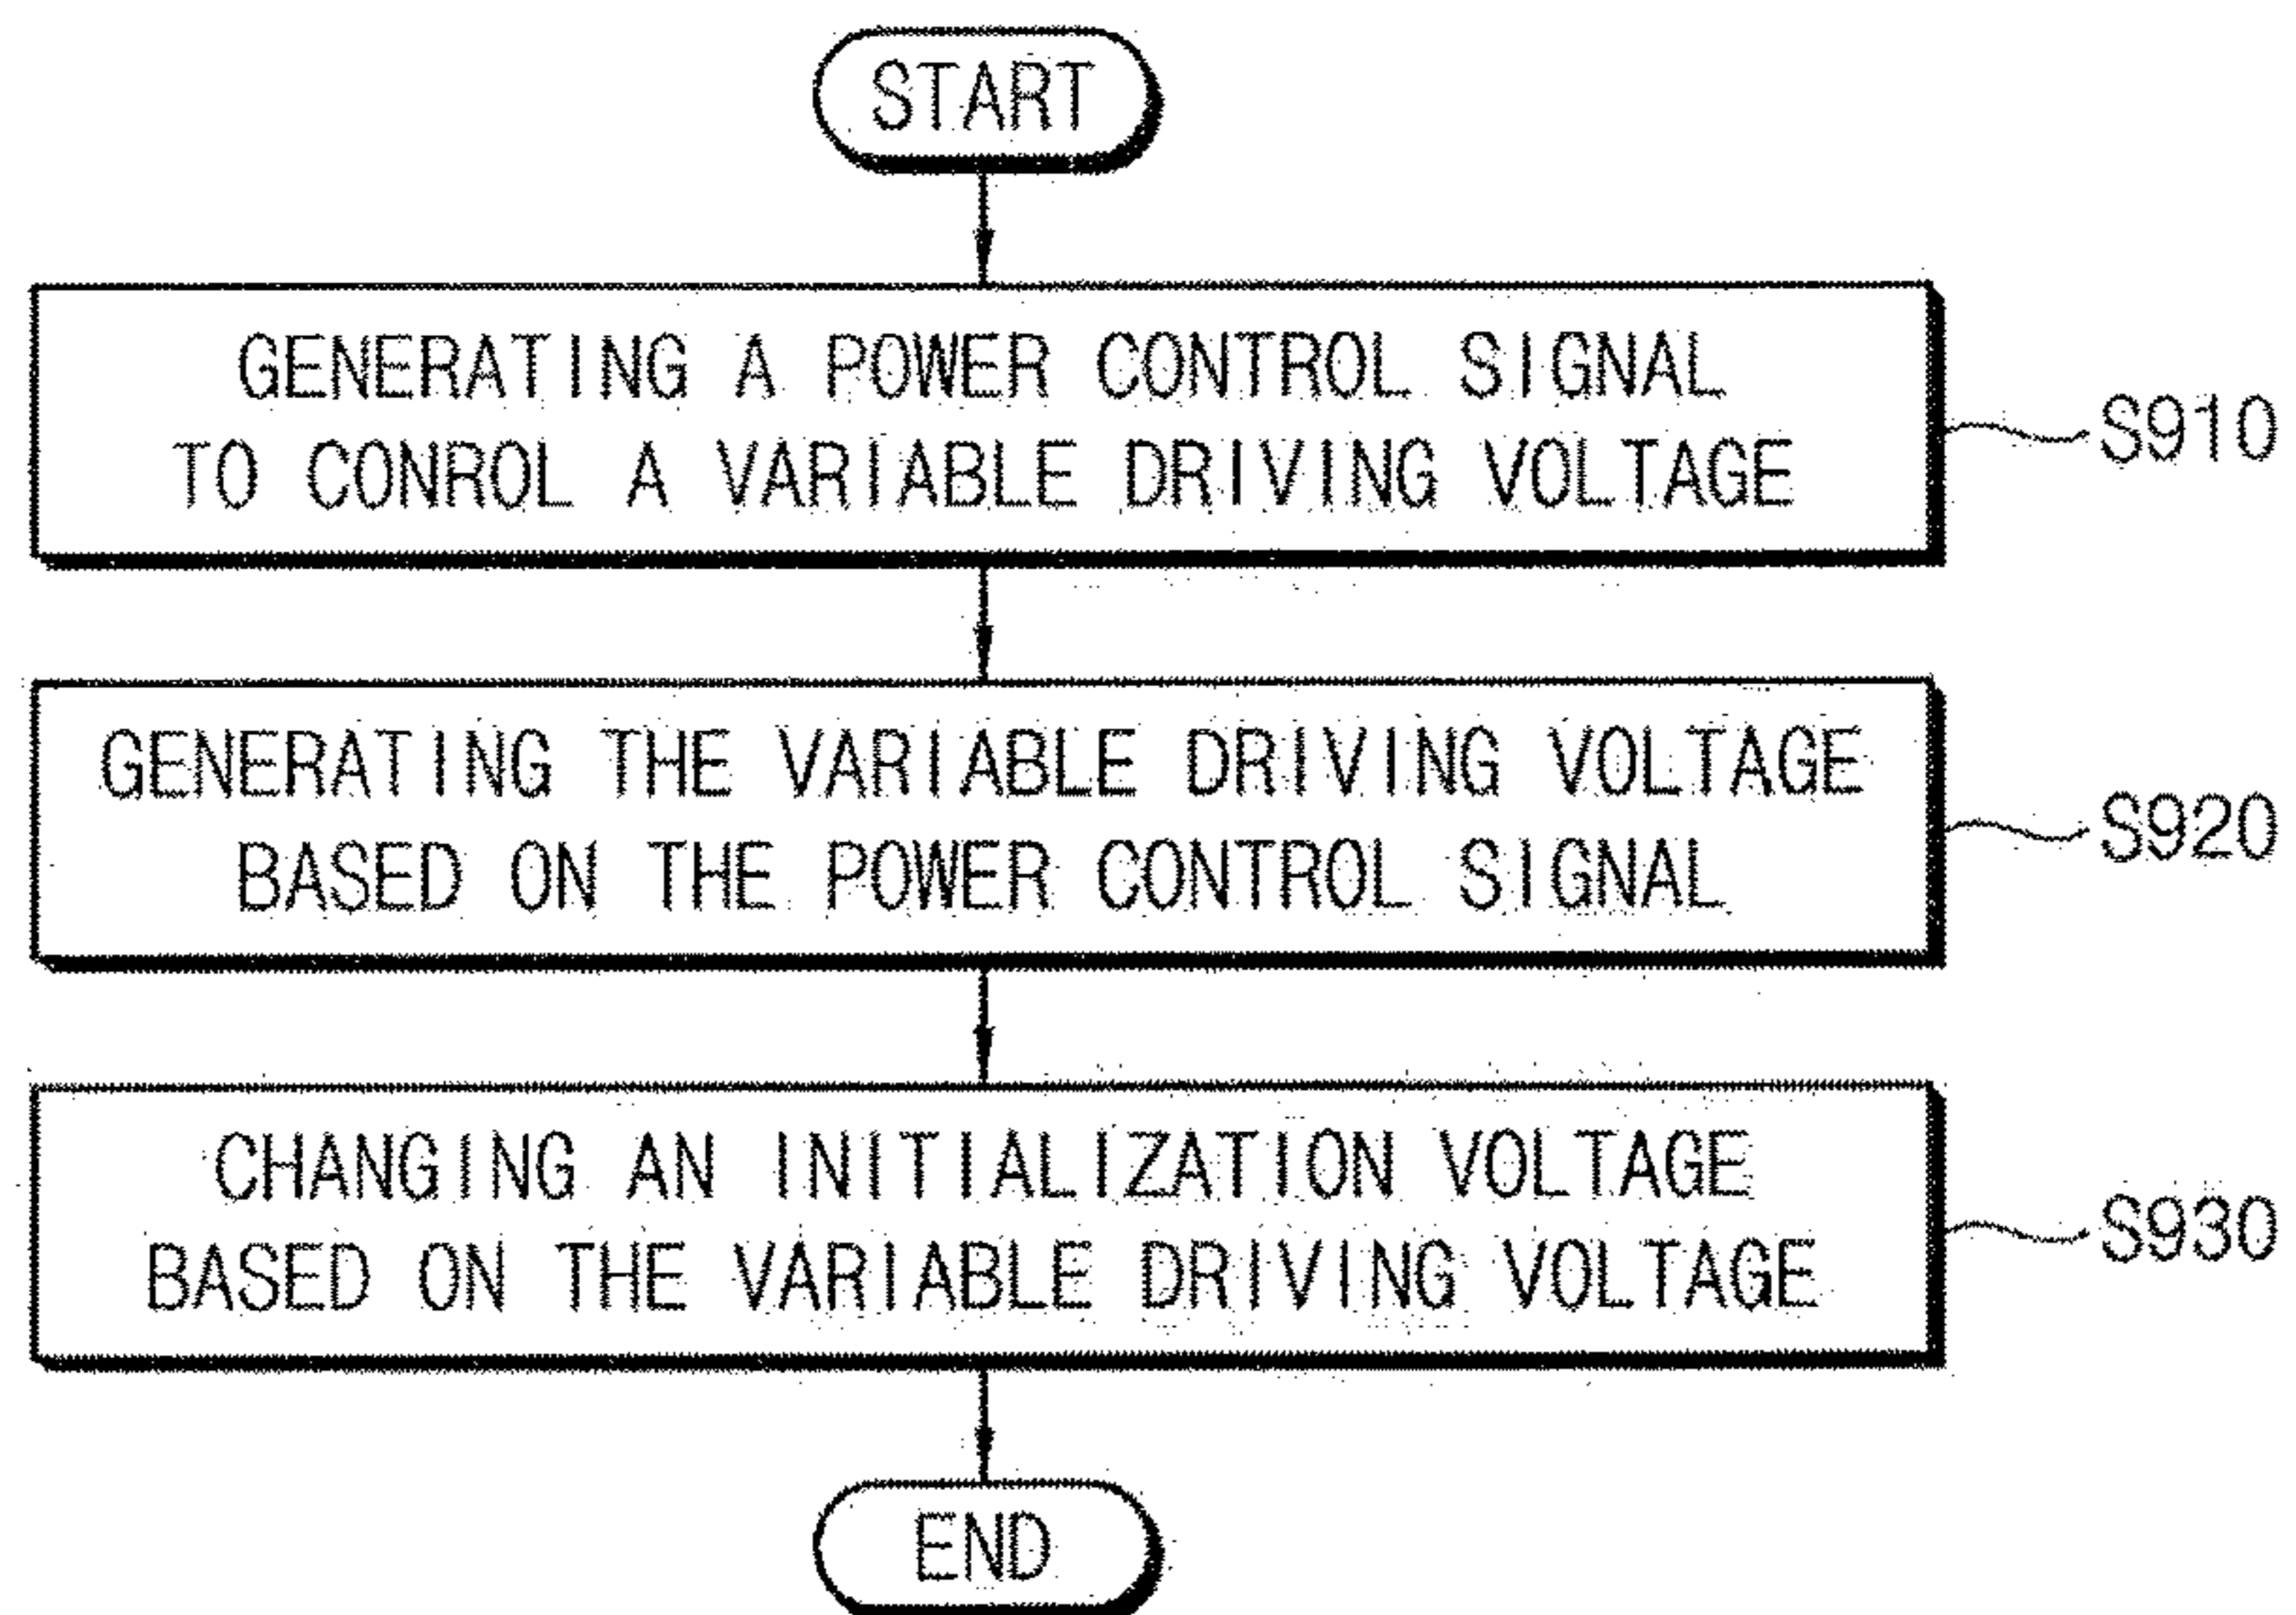 START
GENERATING A POWER CONTROL SIGNAL
TO CONROL A VARIABLE DRIVING VOLTAGE
S910
GENERATING THE VARIABLE DRIVING VOLTAGE
BASED ON THE POWER CONTROL SIGNAL
S920
CHANGING AN INITIALIZATION VOLTAGE
BASED ON THE VARIABLE DRIVING VOLTAGE
S930
END